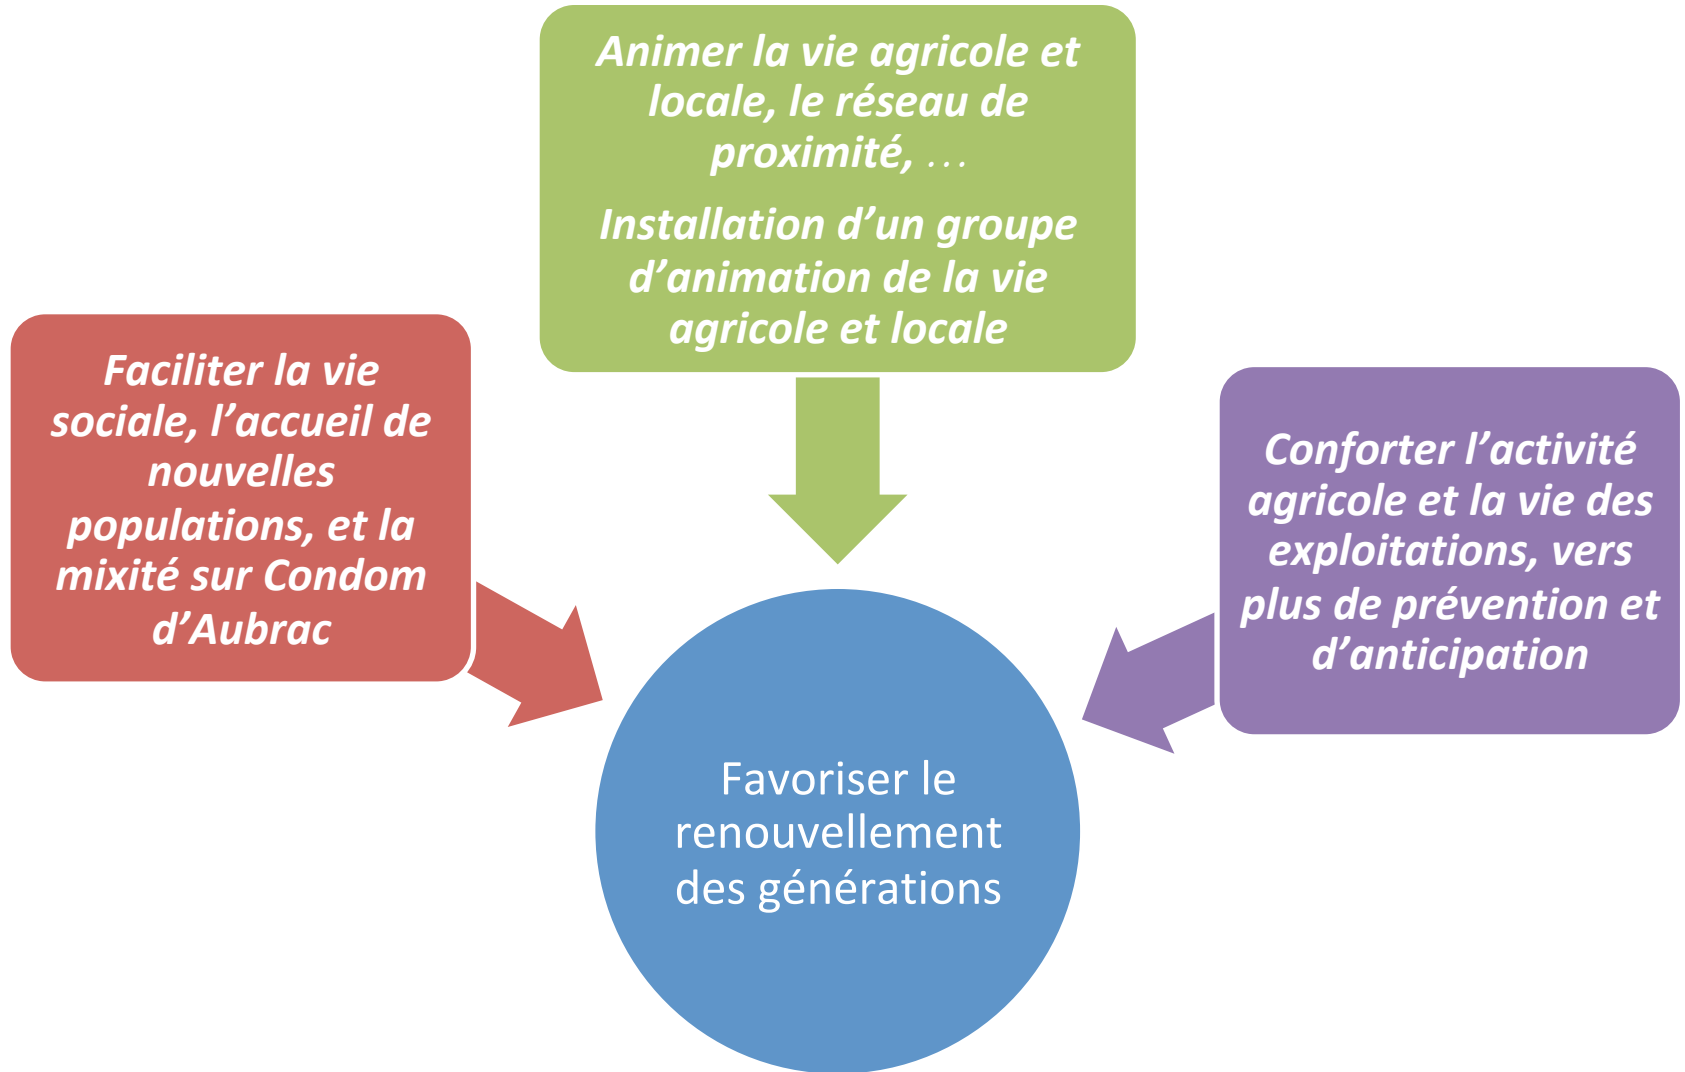 Animer la vie agricole et
locale, le réseau de
proximité, …
Installation d’un groupe
d’animation de la vie
agricole et locale
Faciliter la vie
sociale, l’accueil de
nouvelles
populations, et la
mixité sur Condom
d’Aubrac
Conforter l’activité
agricole et la vie des
exploitations, vers
plus de prévention et
d’anticipation
Favoriser le
renouvellement
des générations